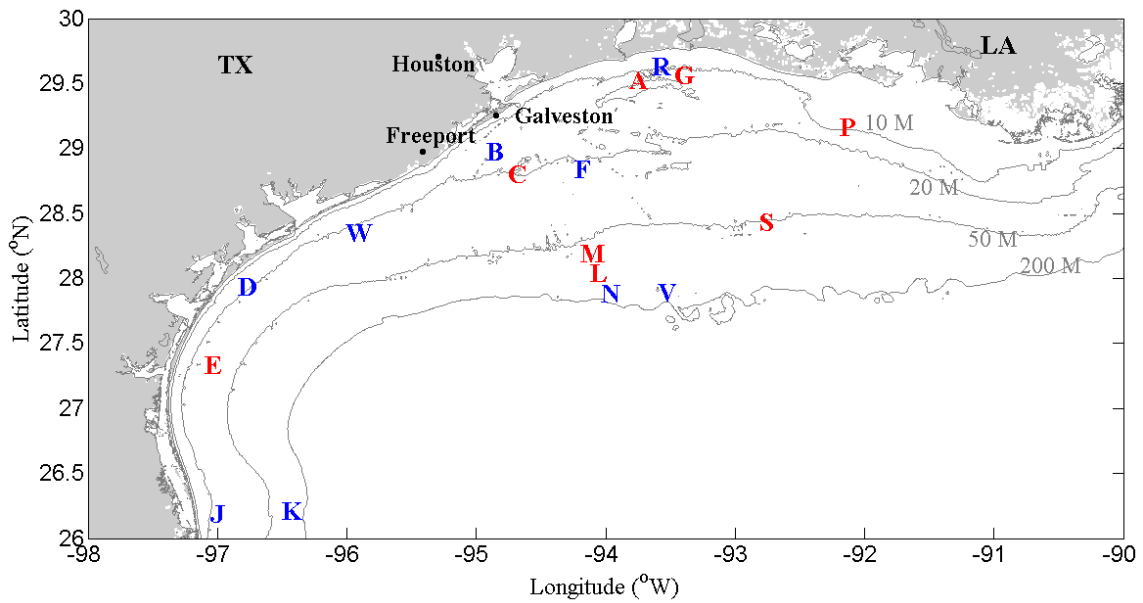 30
29.5
29
28.5
28
27.5
27
26.5
26
Latitude (°N)
TX
Houston
LA
R
A
G
Galveston
P
10 M
Freeport
B
C
F
20 M
W
S
50 M
M
L
200 M
D
N
V
E
J
K
-98
-97
-96
-95
-94
-93
-92
-91
-90
Longitude (°W)